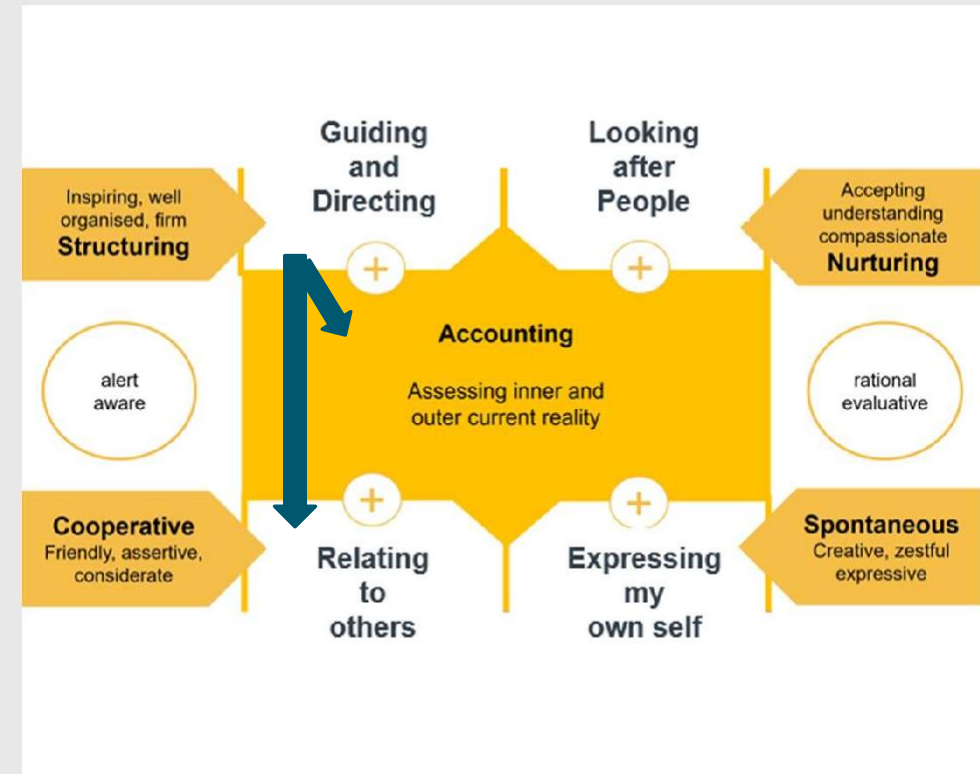 Guiding
and
Directing
Looking
after
People
Inspiring, well
organised, firm
Structuring
Accepting
understanding
compassionate
Nurturing
Accounting
Assessing inner and
outer current reality
alert
aware
rational
evaluative
Cooperative
Friendly, assertive,
considerate
Spontaneous
Creative, zestful
expressive
Relating
to
others
Expressing
my
own self